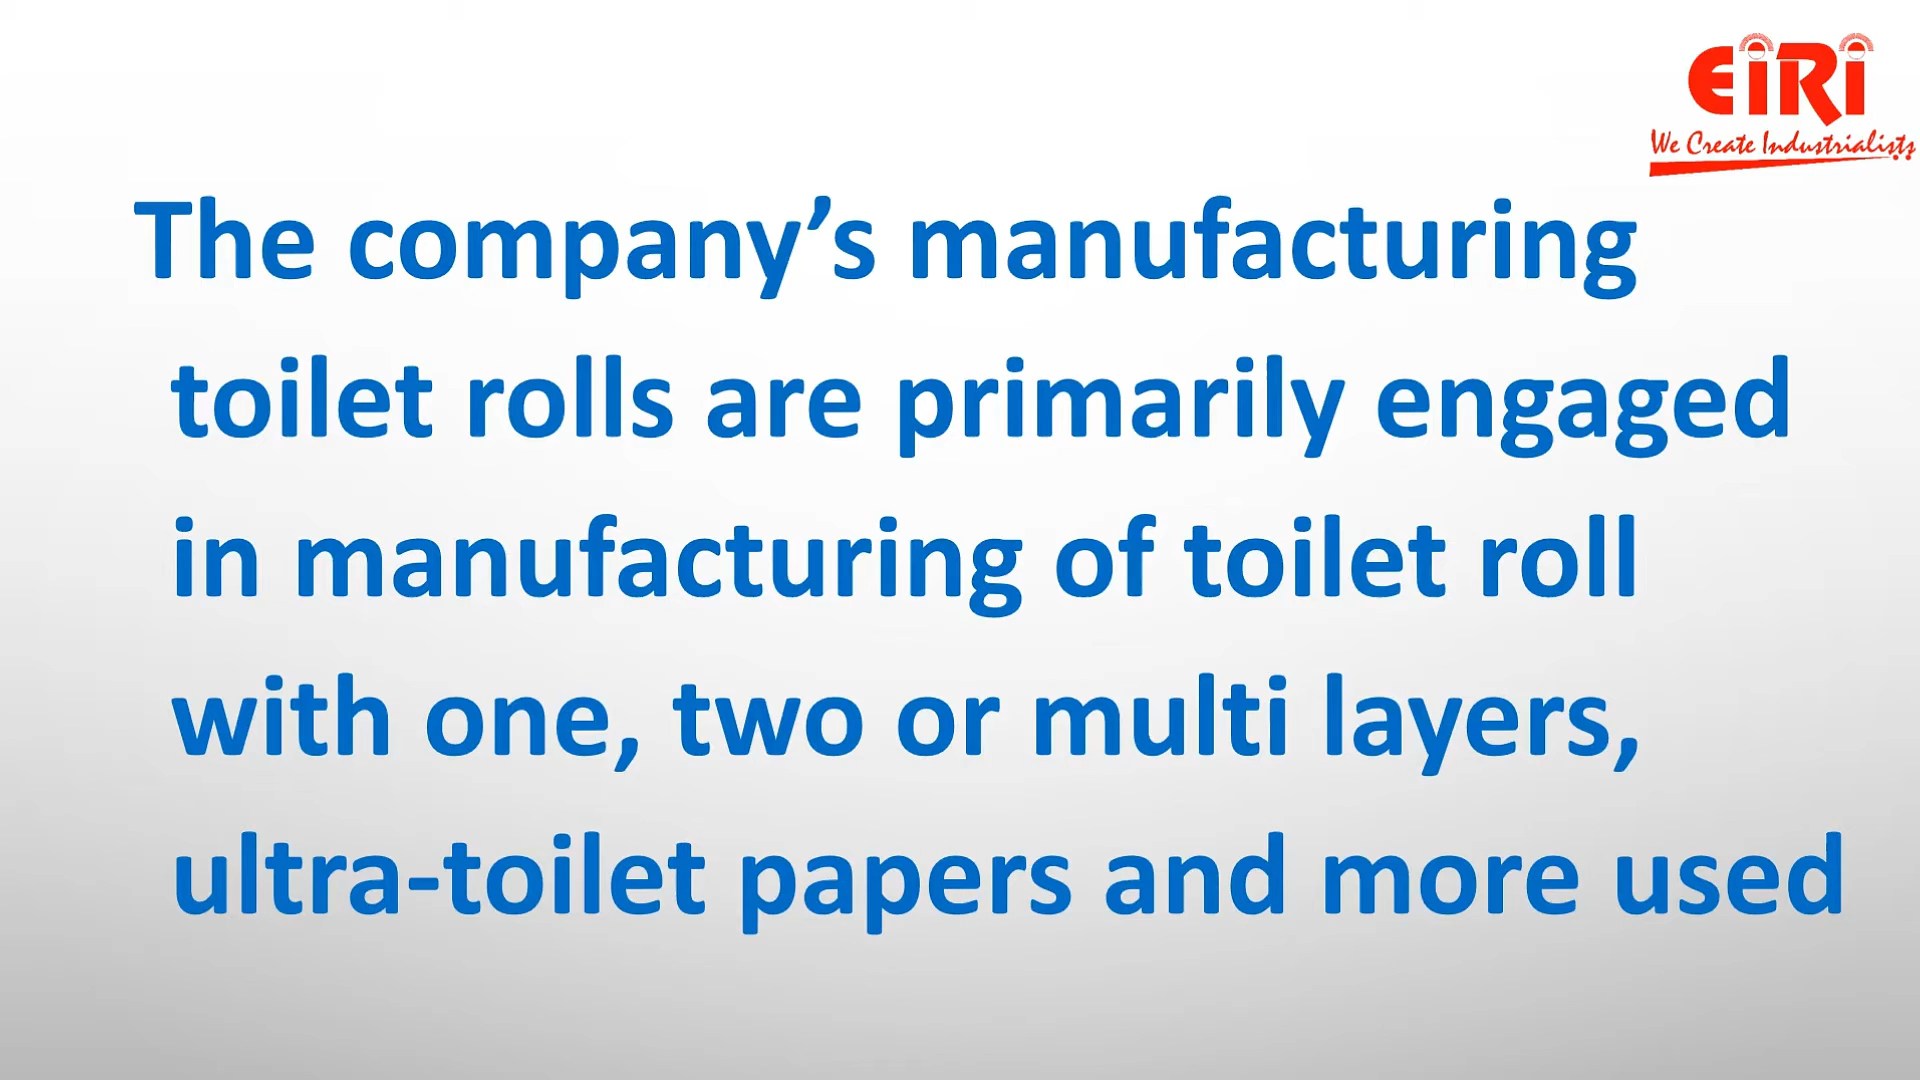 EiRi
We Create Industrialists
The company’s manufacturing
toilet rolls are primarily engaged
in manufacturing of toilet roll
with one, two or multi layers,
ultra-toilet papers and more used